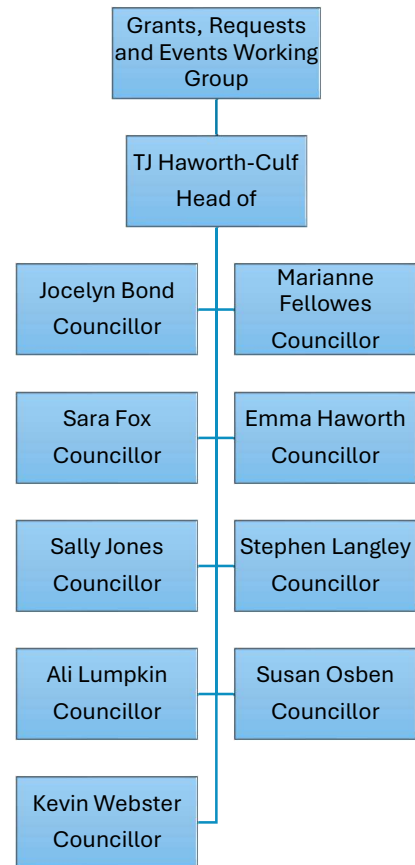 Grants, Requests
and Events Working
Group
TJ Haworth-Culf
Head of
Jocelyn Bond
Councillor
Marianne
Fellowes
Councillor
Sara Fox
Councillor
Emma Haworth
Councillor
Sally Jones
Councillor
Stephen Langley
Councillor
Ali Lumpkin
Councillor
Susan Osben
Councillor
Kevin Webster
Councillor